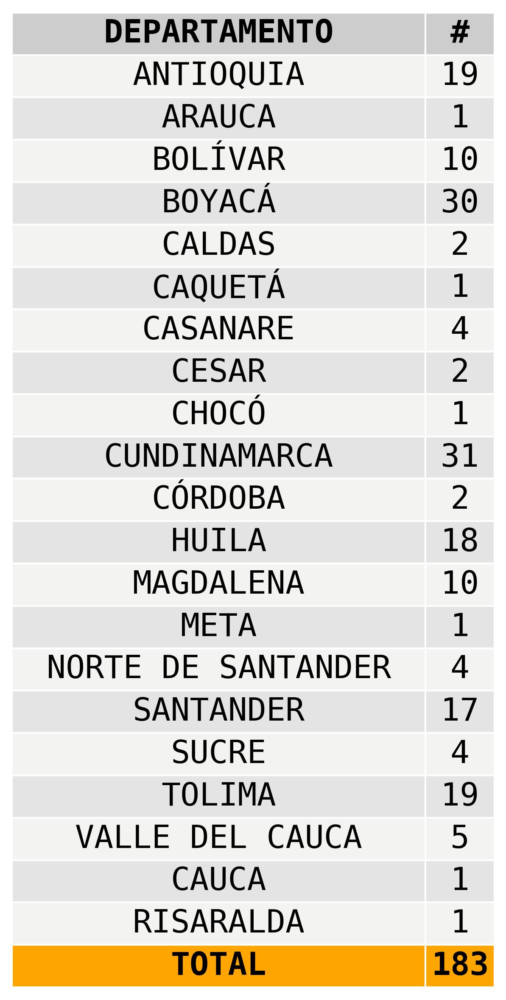 DEPARTAMENTO #
ANTIOQUIA 19
ARAUCA 1
BOLÍVAR 10
BOYACÁ 30
CALDAS 2
CAQUETÁ 1
CASANARE 4
CESAR 2
CHOCÓ 1
CUNDINAMARCA 31
CÓRDOBA 2
HUILA 18
MAGDALENA 10
META 1
NORTE DE SANTANDER 4
SANTANDER 17
SUCRE 4
TOLIMA 19
VALLE DEL CAUCA 5
CAUCA 1
RISARALDA 1
TOTAL 183